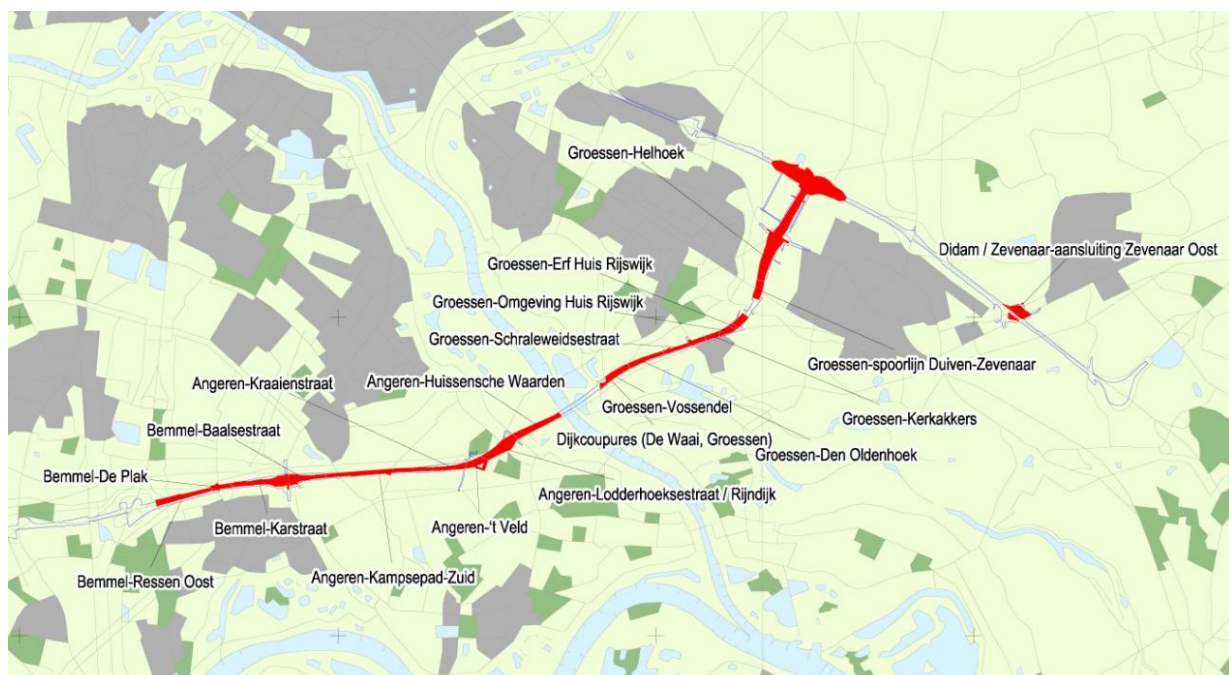 Groessen-Helhoek
Didam / Zevenaar-aansluiting Zevenaar Oost
Groessen-Erf Huis Rijswijk
Groessen-Omgeving Huis Rijswijk
Groessen-Schraleweidsestraat
Groessen-spoorlijn Duiven-Zevenaar
Angeren-Kraaienstraat
Angeren-Huissensche Waarden
Groessen-Vossendel
Groessen-Kerkakkers
Bemmel-Baalsestraat
Dijkcoupures (De Waai, Groessen)
Groessen-Den Oldenhoek
Bemmel-De Plak
Angeren-Lodderhoeksestraat / Rijndijk
Bemmel-Karstraat
Angeren-'t Veld
Bemmel-Ressen Oost
Angeren-Kampsepad-Zuid